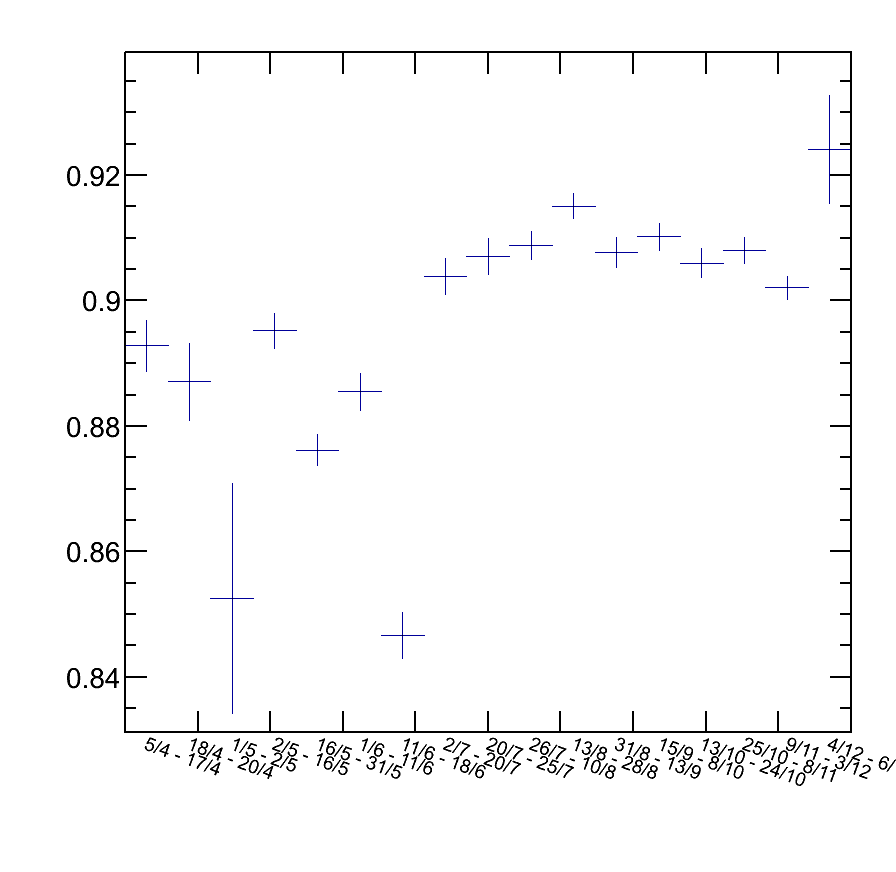 0.92
0.9
0.88
0.86
0.84
5/4 - 17/4
18/4 - 20/4
1/5 - 2/5
2/5 - 16/5
16/5 - 31/5
1/6 - 11/6
11/6 - 18/6
2/7 - 20/7
20/7 - 25/7
26/7 - 10/8
13/8 - 28/8
31/8 - 13/9
15/9 - 8/10
13/10 - 24/10
25/10 - 8/11
9/11 - 3/12
4/12 - 6/